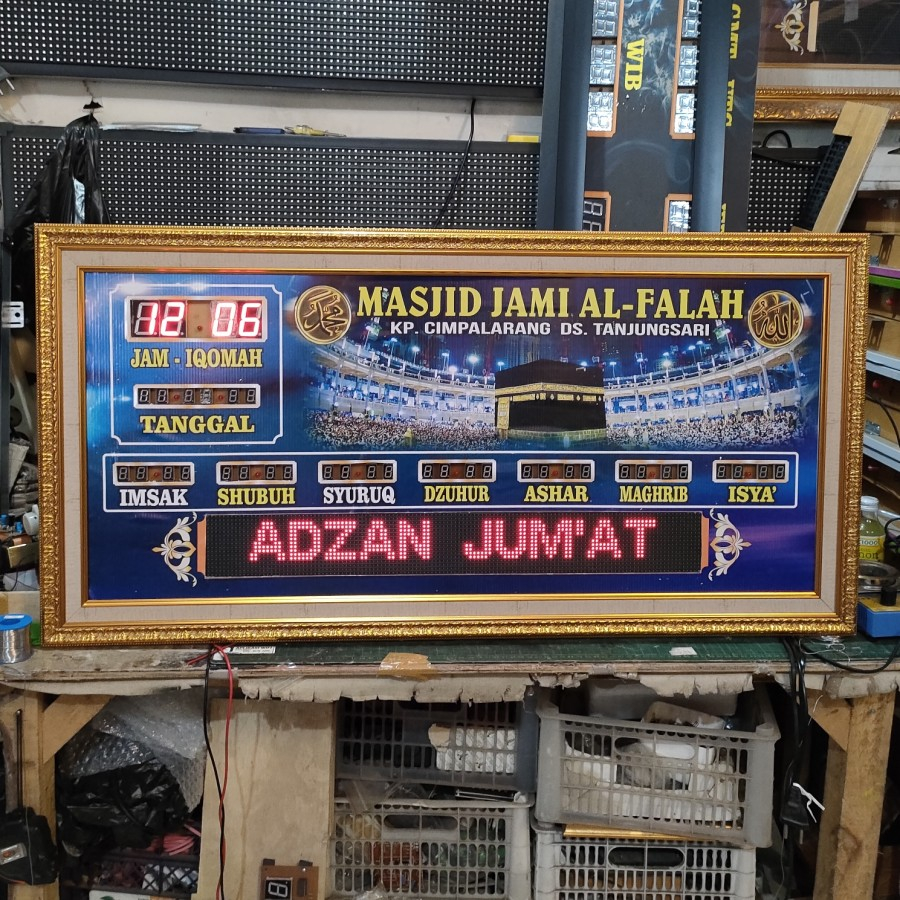 WIB
12 06
JAM - IQOMAH
TANGGAL
MASJID JAMI AL-FALAH
KP. CIMPALARANG DS. TANJUNGSARI
IMSAK SHUBUH SYURUQ DZUHUR ASHAR MAGHRIB ISYA'
ADZAN JUM'AT